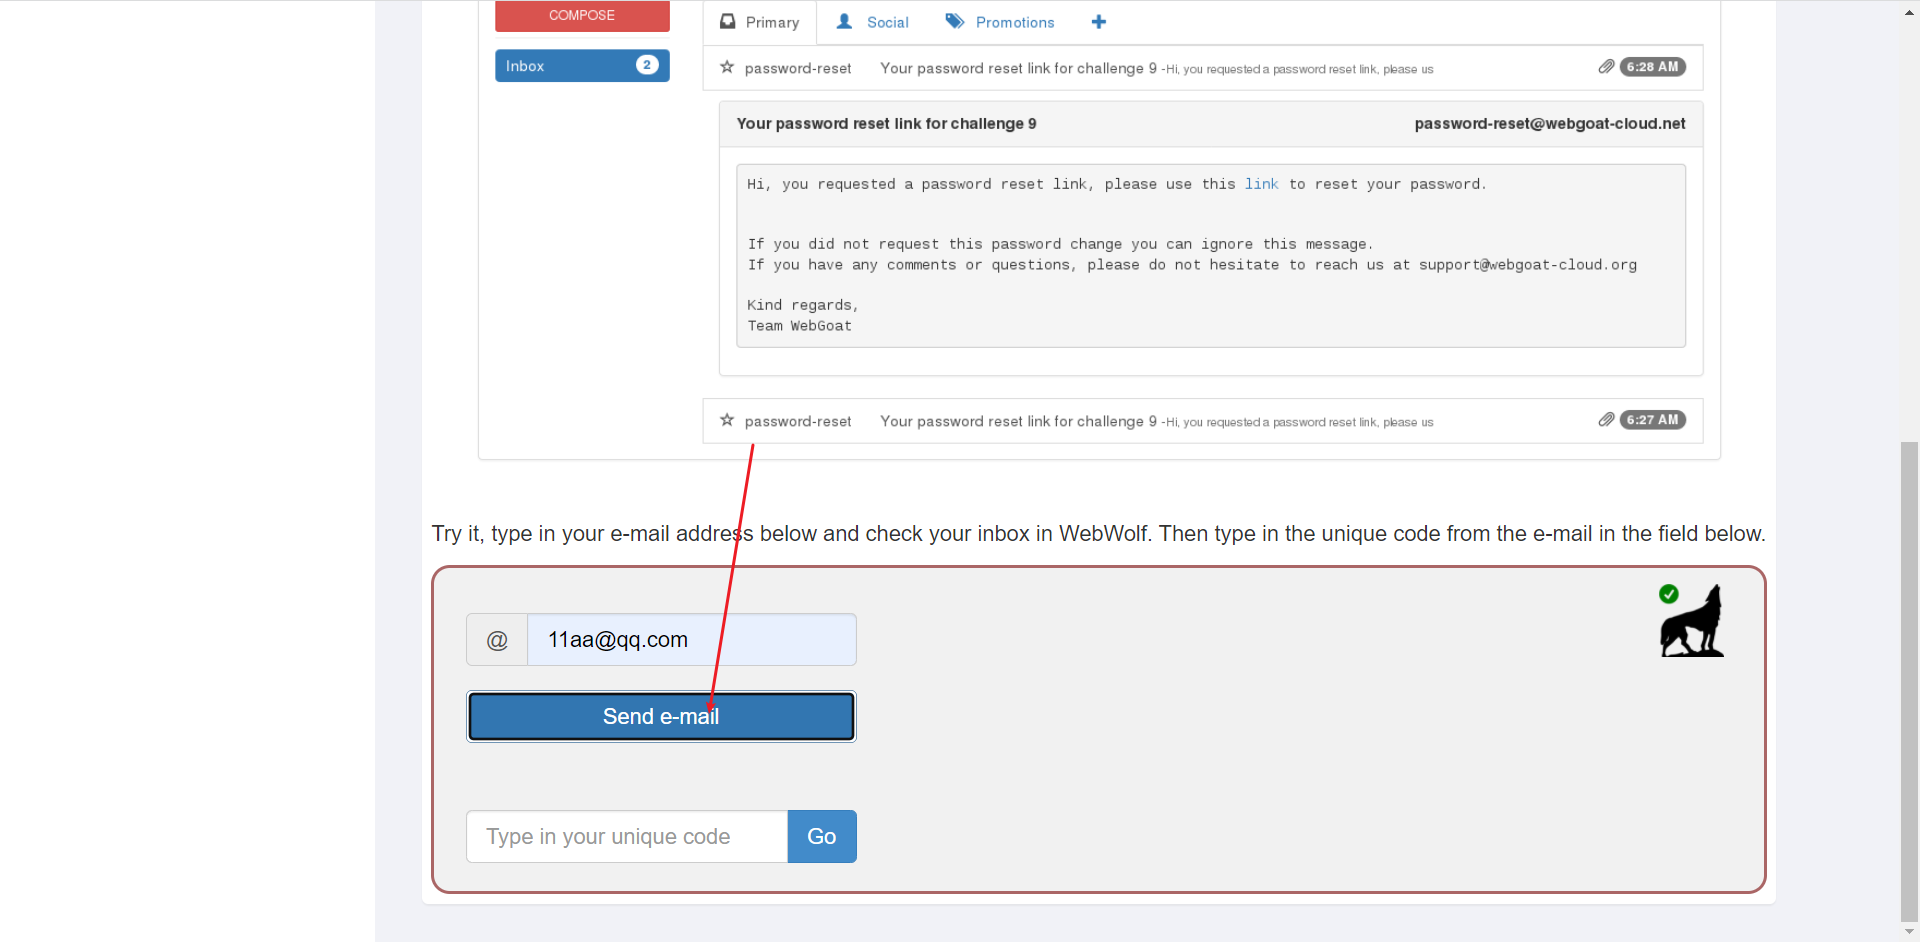 COMPOSE
Primary Social Promotions
Inbox 2
password-reset Your password reset link for challenge 9 -Hi, you requested a password reset link, please us 6:28 AM
Your password reset link for challenge 9 password-reset@webgoat-cloud.net
Hi, you requested a password reset link, please use this link to reset your password.
If you did not request this password change you can ignore this message.
If you have any comments or questions, please do not hesitate to reach us at support@webgoat-cloud.org
Kind regards,
Team WebGoat
password-reset Your password reset link for challenge 9 -Hi, you requested a password reset link, please us 6:27 AM
Try it, type in your e-mail address below and check your inbox in WebWolf. Then type in the unique code from the e-mail in the field below.
@ 11aa@qq.com
Send e-mail
Type in your unique code Go